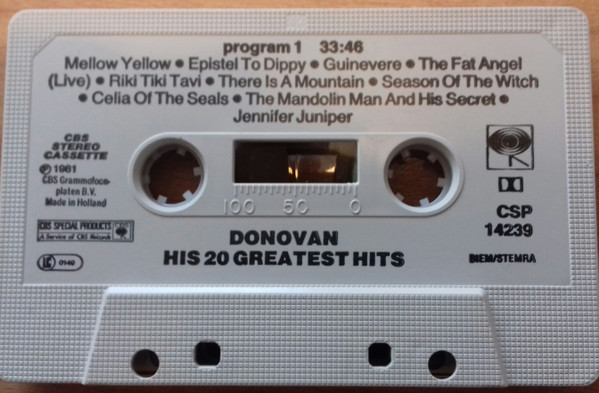 program 1 33:46
Mellow Yellow • Epistel To Dippy • Guinevere • The Fat Angel
(Live) • Riki Tiki Tavi • There Is A Mountain • Season Of The Witch
• Celia Of The Seals • The Mandolin Man And His Secret •
Jennifer Juniper
CBS
STEREO
CASSETTE
℗ 1981
CBS Grammofoon-
platen B.V.
Made in Holland
100 50 0
CSP
14239
CBS SPECIAL PRODUCTS
A Service of CBS Records
DONOVAN
HIS 20 GREATEST HITS
LC 0149
BIEM/STEMRA